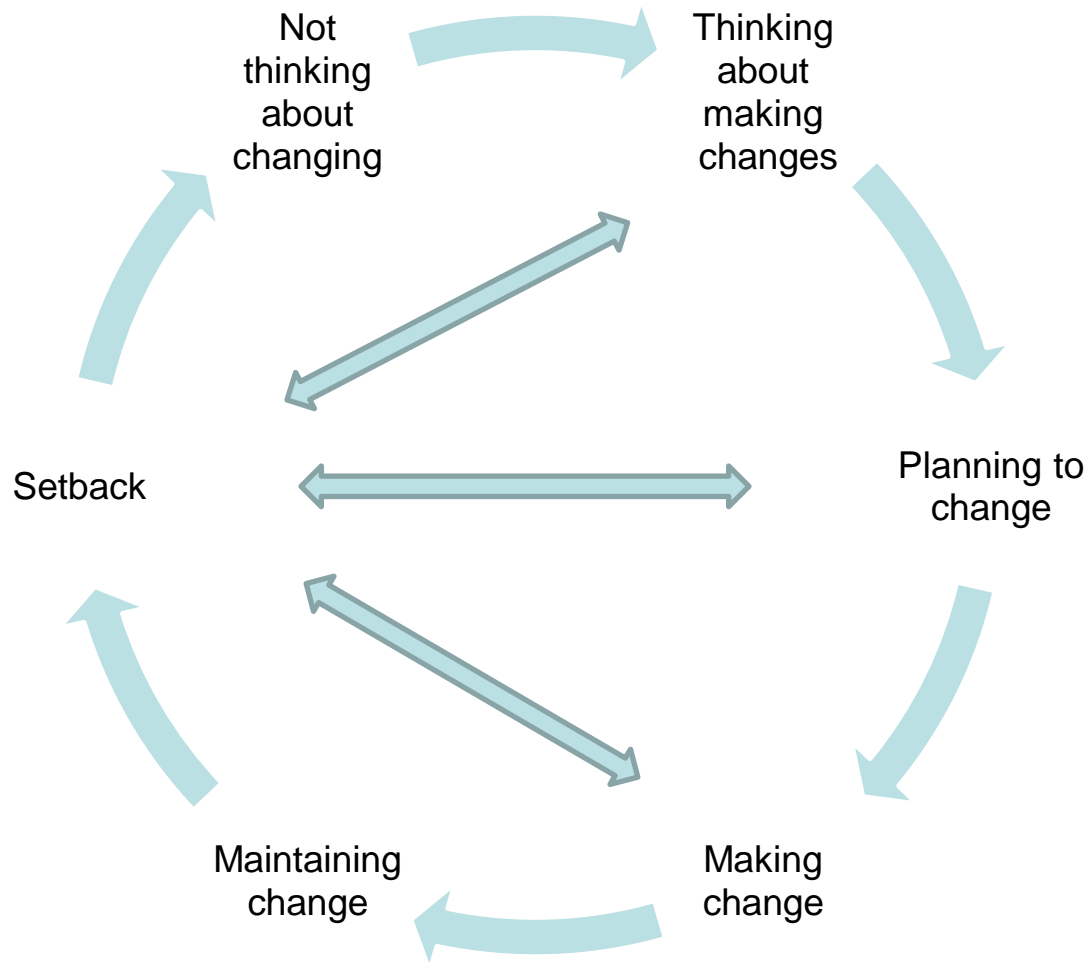 Not
thinking
about
changing
Thinking
about
making
changes
Planning to
change
Making
change
Maintaining
change
Setback